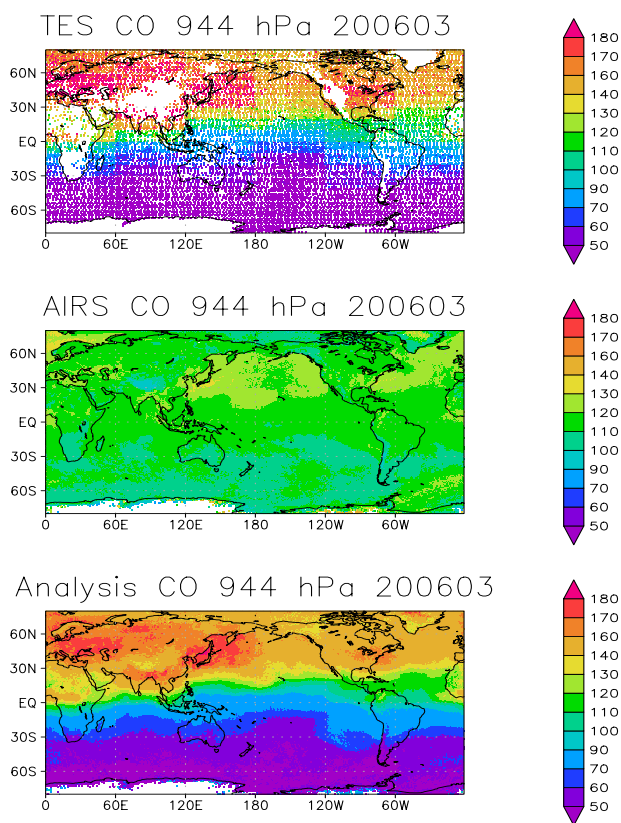 TES CO 944 hPa 200603
180
170
160
140
130
120
110
100
90
70
60
50
60N
30N
EQ
30S
60S
0 60E 120E 180 120W 60W
AIRS CO 944 hPa 200603
180
170
160
140
130
120
110
100
90
70
60
50
60N
30N
EQ
30S
60S
0 60E 120E 180 120W 60W
Analysis CO 944 hPa 200603
180
170
160
140
130
120
110
100
90
70
60
50
60N
30N
EQ
30S
60S
0 60E 120E 180 120W 60W